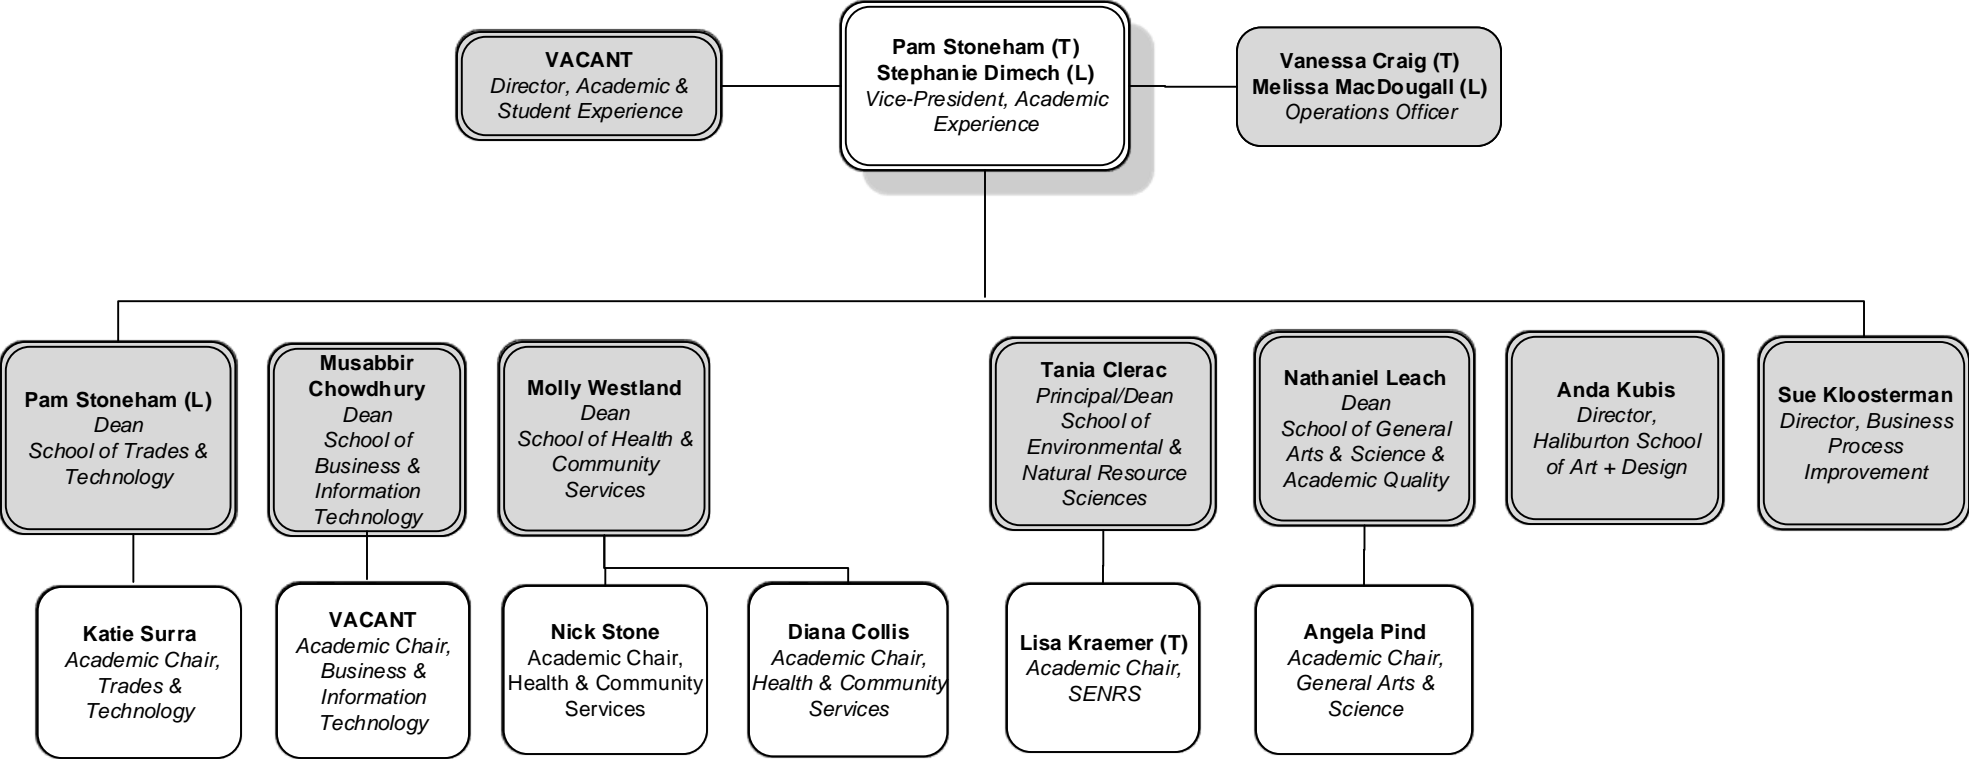 VACANT
Director, Academic &
Student Experience
Pam Stoneham (T)
Stephanie Dimech (L)
Vice-President, Academic
Experience
Vanessa Craig (T)
Melissa MacDougall (L)
Operations Officer
Pam Stoneham (L)
Dean
School of Trades &
Technology
Musabbir
Chowdhury
Dean
School of
Business &
Information
Technology
Molly Westland
Dean
School of Health &
Community
Services
Tania Clerac
Principal/Dean
School of
Environmental &
Natural Resource
Sciences
Nathaniel Leach
Dean
School of General
Arts & Science &
Academic Quality
Anda Kubis
Director,
Haliburton School
of Art + Design
Sue Kloosterman
Director, Business
Process
Improvement
Katie Surra
Academic Chair,
Trades &
Technology
VACANT
Academic Chair,
Business &
Information
Technology
Nick Stone
Academic Chair,
Health & Community
Services
Diana Collis
Academic Chair,
Health & Community
Services
Lisa Kraemer (T)
Academic Chair,
SENRS
Angela Pind
Academic Chair,
General Arts &
Science